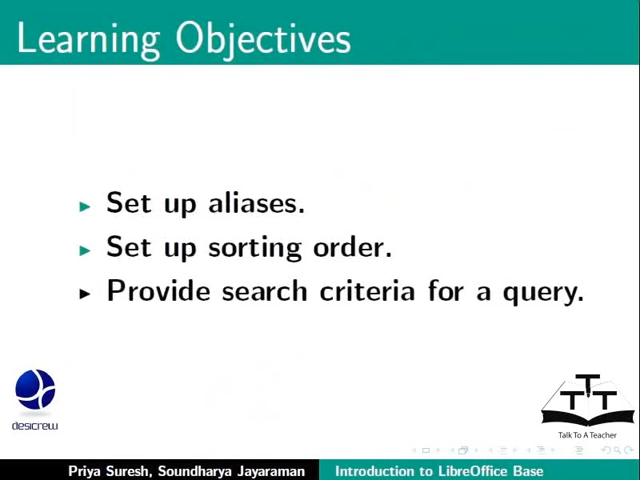 Learning Objectives
Set up aliases.
Set up sorting order.
Provide search criteria for a query.
desicrew
T
T T
Talk To A Teacher
Priya Suresh, Soundharya Jayaraman Introduction to LibreOffice Base